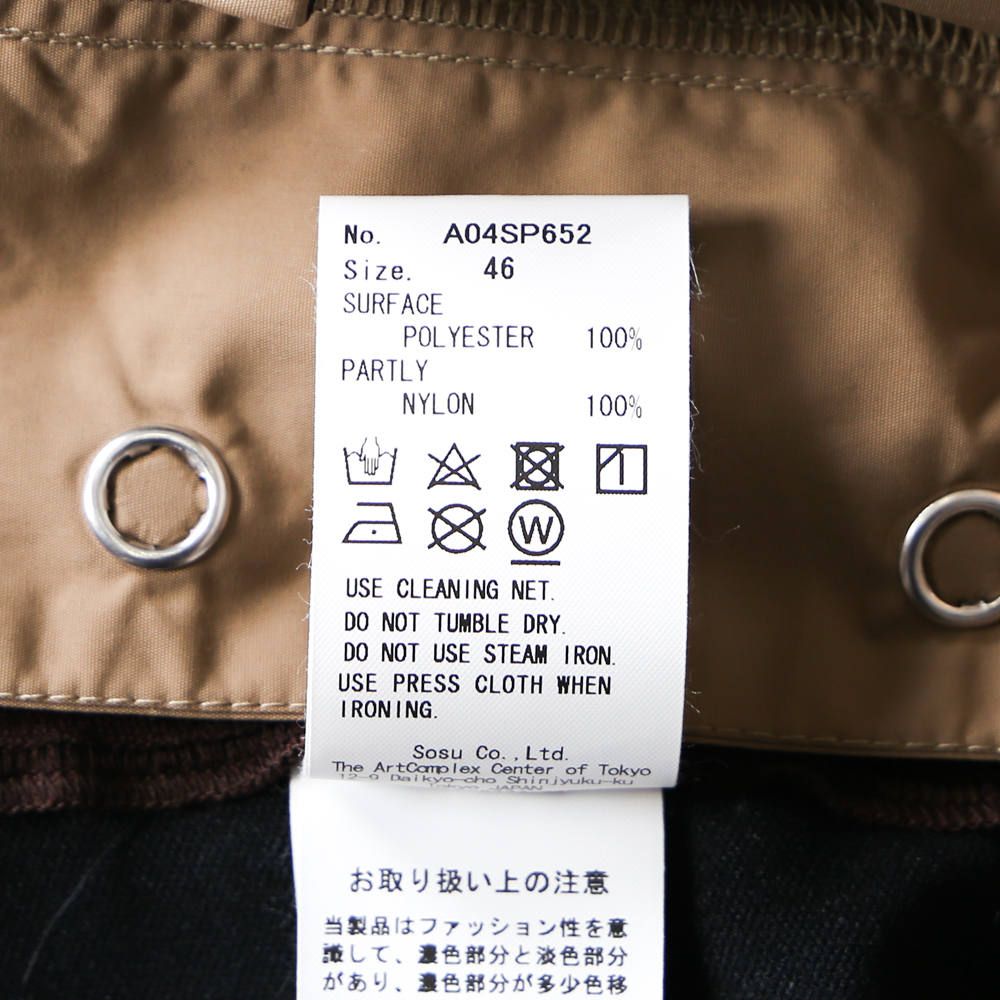 No. A04SP652
Size. 46
SURFACE
POLYESTER 100%
PARTLY
NYLON 100%
W
USE CLEANING NET.
DO NOT TUMBLE DRY.
DO NOT USE STEAM IRON.
USE PRESS CLOTH WHEN
IRONING.
Sosu Co.,Ltd.
The ArtComplex Center of Tokyo
12-9 Daikyo-cho Shinjyuku-ku
Tokyo JAPAN
お取り扱い上の注意
当製品はファッション性を意
識して、濃色部分と淡色部分
があり、濃色部分が多少色移